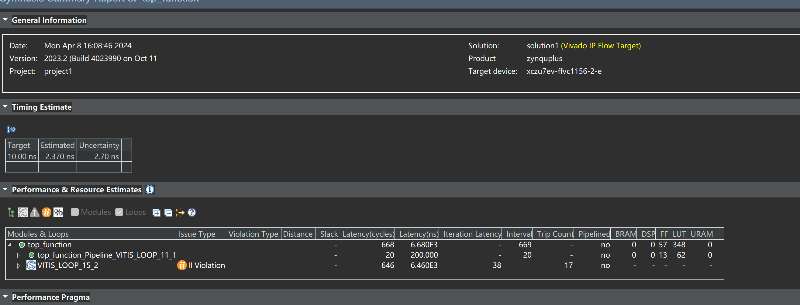 General Information
Date: Mon Apr 8 16:08:46 2024 Solution: solution1 (Vivado IP Flow Target)
Version: 2023.2 (Build 4023990 on Oct 11 Product zynquplus
Project: project1 Target device: xczu7ev-ffvc1156-2-e
Timing Estimate
Target Estimated Uncertainty
10.00 ns 2.370 ns 2.70 ns
Performance & Resource Estimates
Modules Loops
Modules & Loops Issue Type Violation Type Distance Slack Latency(cycles) Latency(ns) Iteration Latency Interval Trip Count Pipelined BRAM DSP FF LUT URAM
top_function - 668 6.680E3 - 669 - no 0 0 57 348 0
top_function_Pipeline_VITIS_LOOP_11_1 - 20 200.000 - 20 - no 0 0 13 62 0
VITIS_LOOP_15_2 II Violation - 646 6.460E3 38 - 17 no - - - - -
Performance Pragma